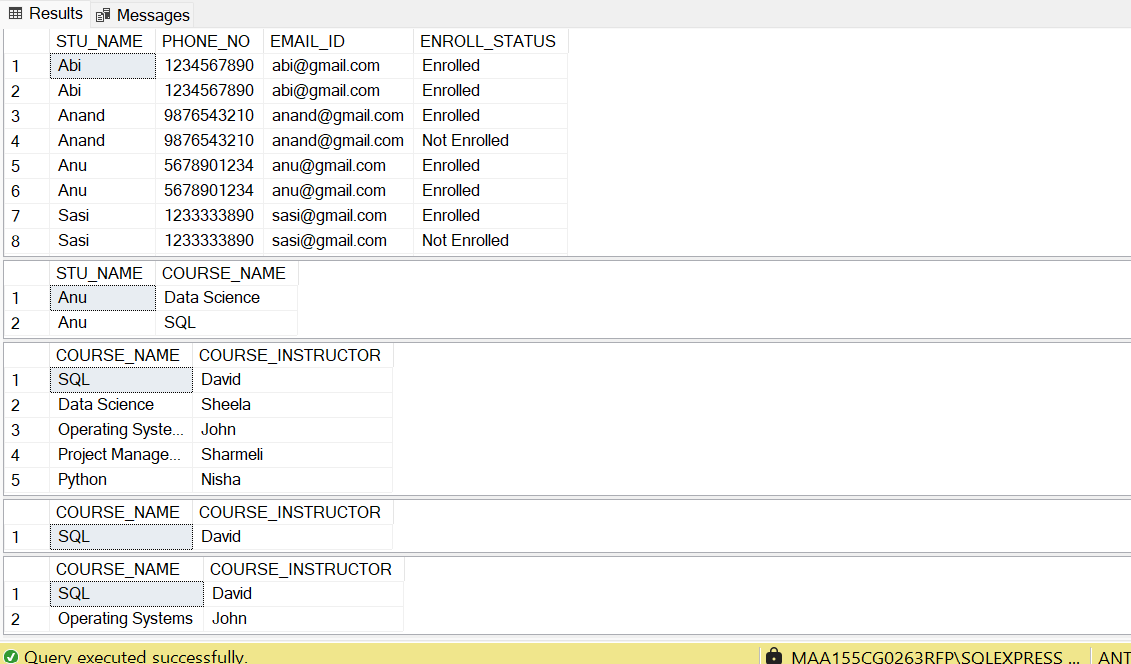 Results Messages
STU_NAME PHONE_NO EMAIL_ID ENROLL_STATUS
1 Abi 1234567890 abi@gmail.com Enrolled
2 Abi 1234567890 abi@gmail.com Enrolled
3 Anand 9876543210 anand@gmail.com Enrolled
4 Anand 9876543210 anand@gmail.com Not Enrolled
5 Anu 5678901234 anu@gmail.com Enrolled
6 Anu 5678901234 anu@gmail.com Enrolled
7 Sasi 1233333890 sasi@gmail.com Enrolled
8 Sasi 1233333890 sasi@gmail.com Not Enrolled
STU_NAME COURSE_NAME
1 Anu Data Science
2 Anu SQL
COURSE_NAME COURSE_INSTRUCTOR
1 SQL David
2 Data Science Sheela
3 Operating Syste... John
4 Project Manage... Sharmeli
5 Python Nisha
COURSE_NAME COURSE_INSTRUCTOR
1 SQL David
COURSE_NAME COURSE_INSTRUCTOR
1 SQL David
2 Operating Systems John
Query executed successfully. MAA155CG0263RFP\SQLEXPRESS ... ANT